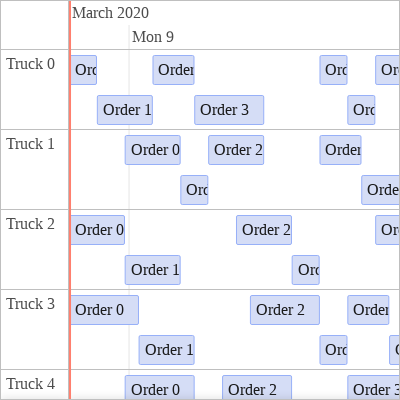 March 2020
Mon 9
Truck 0
Orc Order Orc Or
Order 1 Order 3 Orc
Truck 1
Order 0 Order 2 Order
Orc Orde
Truck 2
Order 0 Order 2 Or
Order 1 Orc
Truck 3
Order 0 Order 2 Order
Order 1 Orc
Truck 4
Order 0 Order 2 Order 3